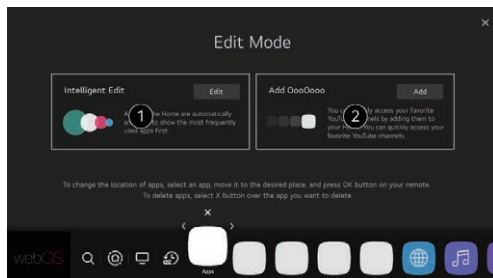 Edit Mode
Intelligent Edit
Edit
1
the Home are automatically
to show the most frequently
used apps first.
Add OooOooo
Add
2
You can quickly access your favorite
channels by adding them to
your You can quickly access your
favorite YouTube channels.
To change the location of apps, select an app, move it to the desired place, and press OK button on your remote.
To delete apps, select X button over the app you want to delete.
webOS
Apps